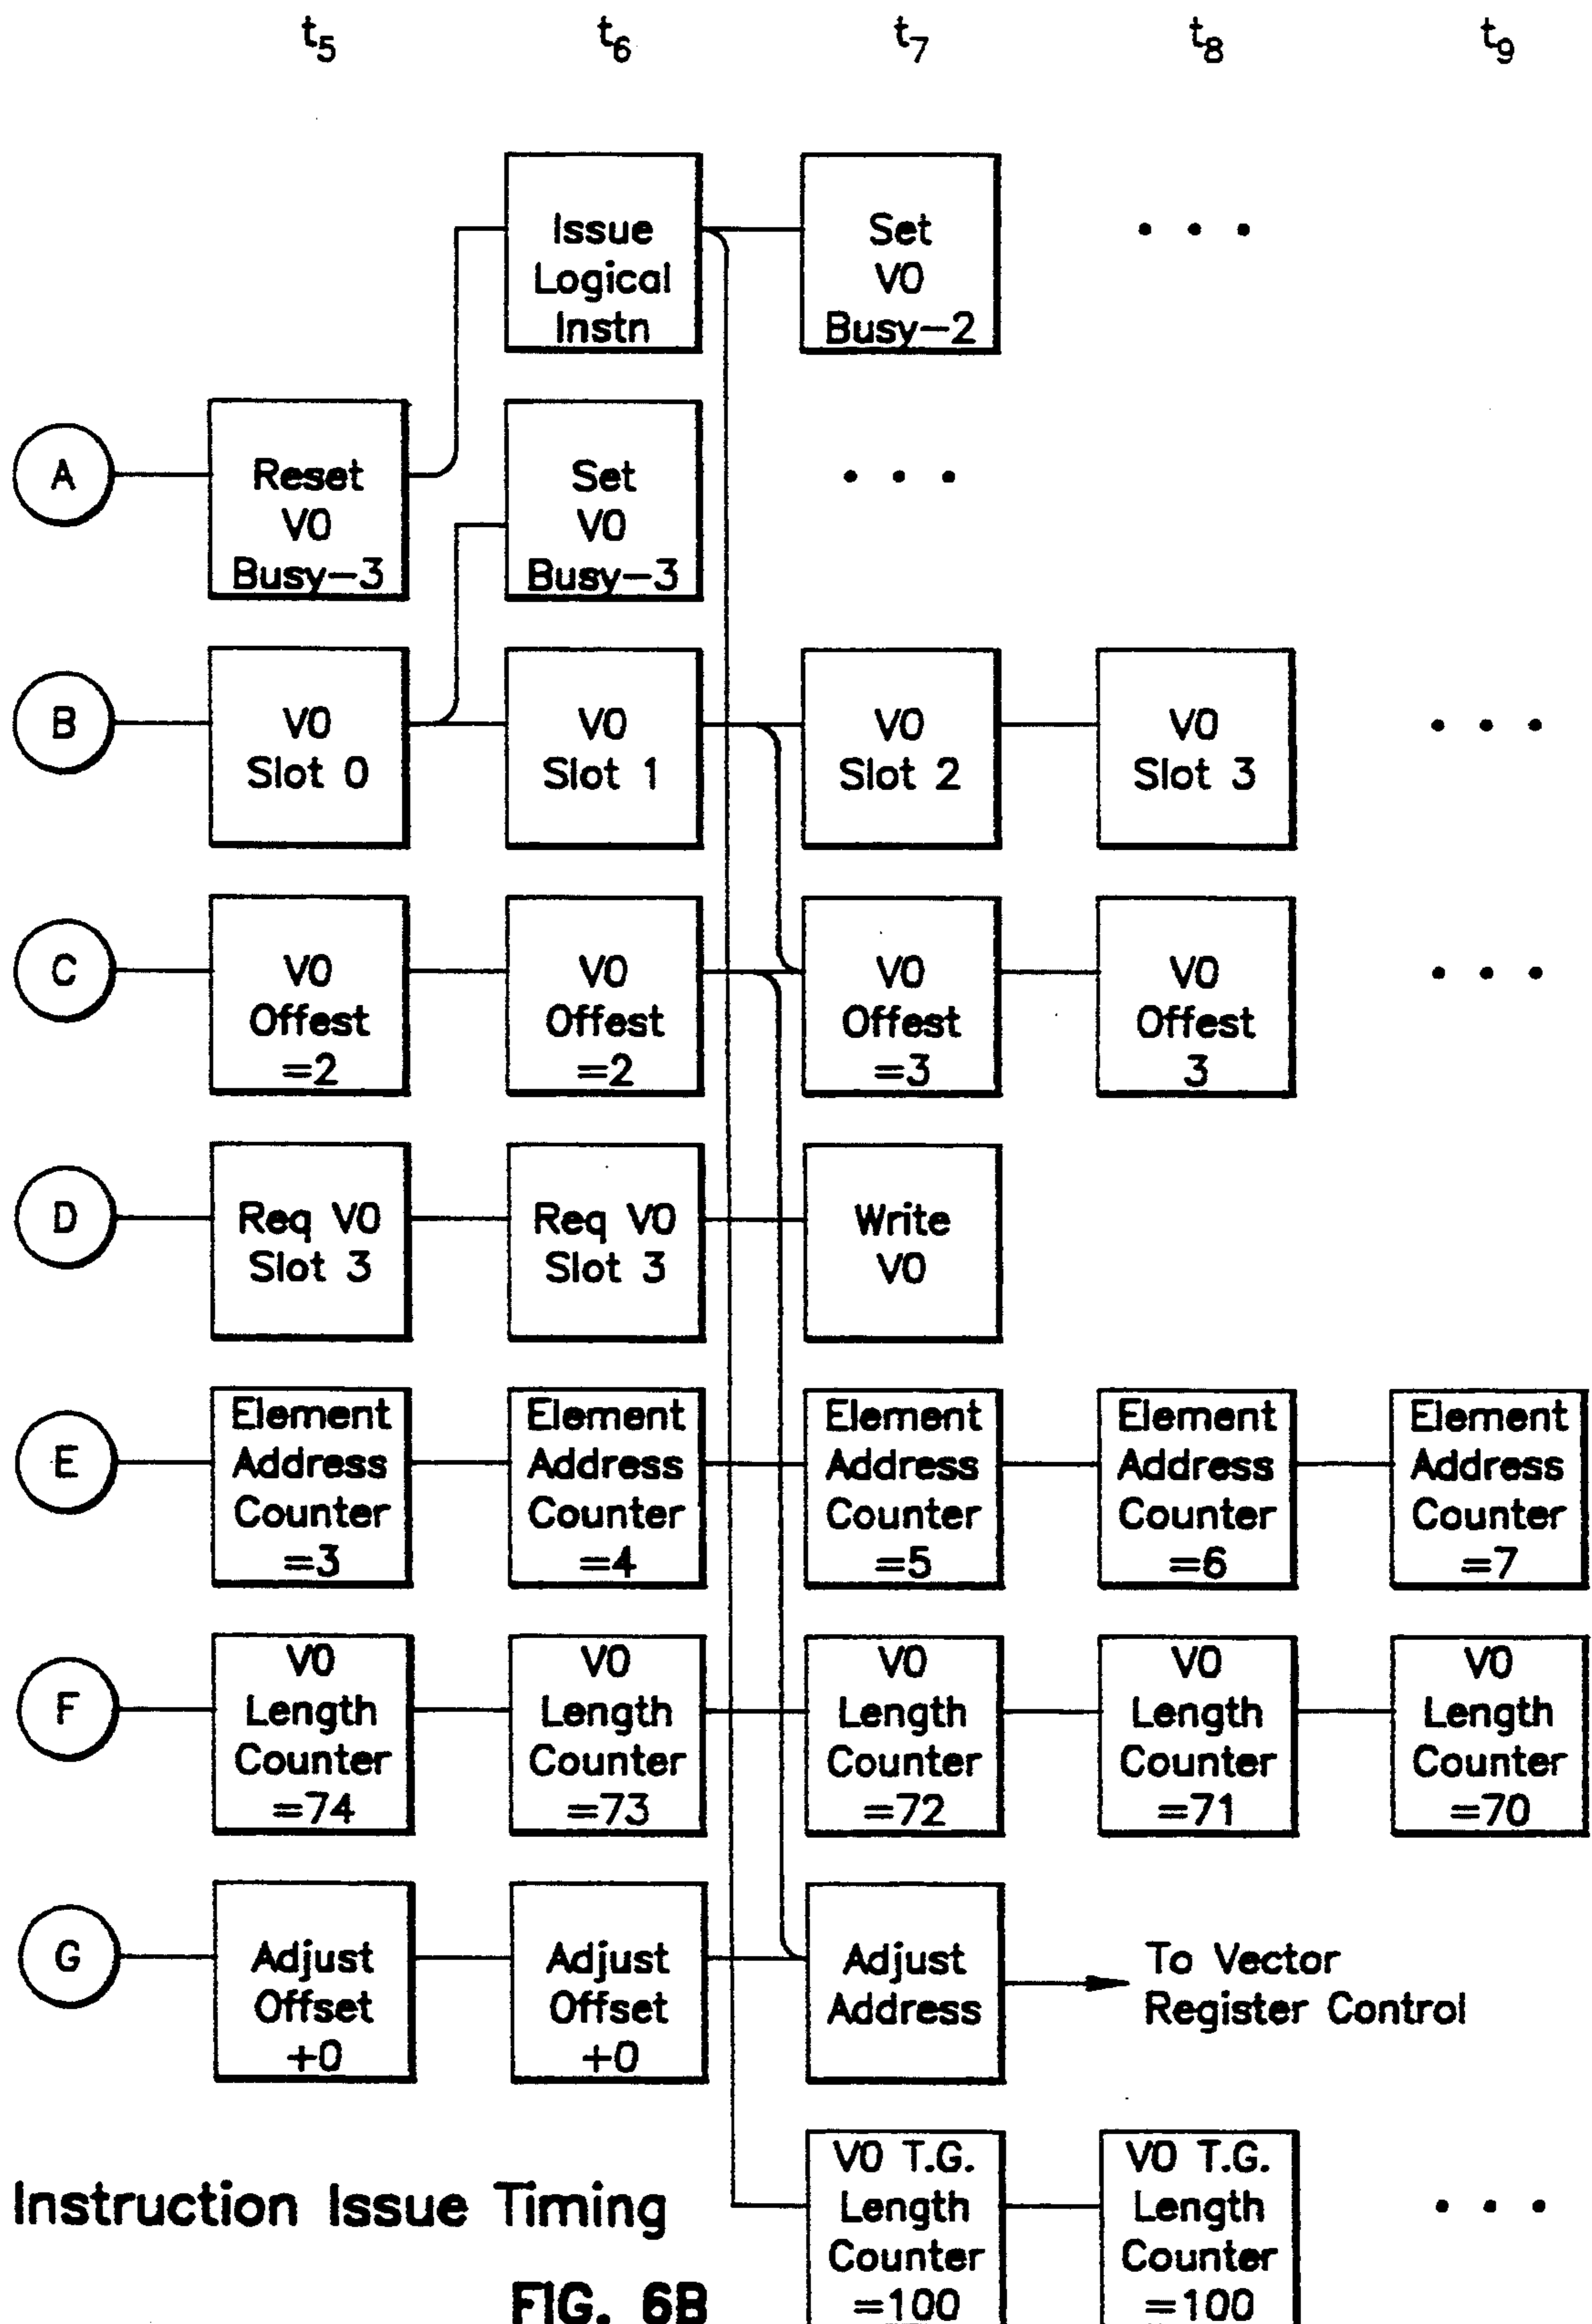 t5 t6 t7 t8 t9
Issue Set
Logical V0 . . .
Instn Busy-2
A Reset Set . . .
V0 V0
Busy-3 Busy-3
B V0 V0 V0 V0 . . .
Slot 0 Slot 1 Slot 2 Slot 3
C V0 V0 V0 V0 . . .
Offest Offest Offest Offest
=2 =2 =3 3
D Req V0 Req V0 Write
Slot 3 Slot 3 V0
Element Element Element Element Element
E Address Address Address Address Address
Counter Counter Counter Counter Counter
=3 =4 =5 =6 =7
V0 V0 V0 V0 V0
F Length Length Length Length Length
Counter Counter Counter Counter Counter
=74 =73 =72 =71 =70
G Adjust Adjust Adjust To Vector
Offset Offset Address Register Control
+0 +0
V0 T.G. V0 T.G.
Instruction Issue Timing Length Length . . .
Counter Counter
FIG. 6B =100 =100